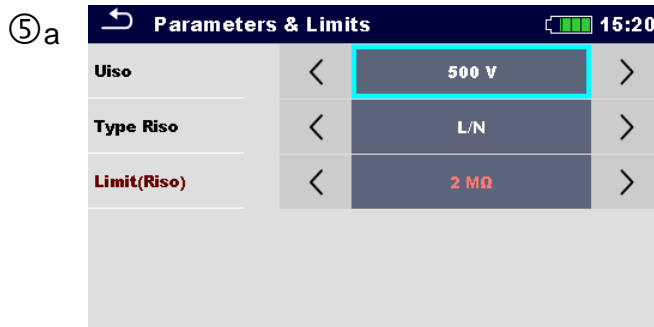 ⑤a
Parameters & Limits 15:20
Uiso < 500 V >
Type Riso < L/N >
Limit(Riso) < 2 MΩ >